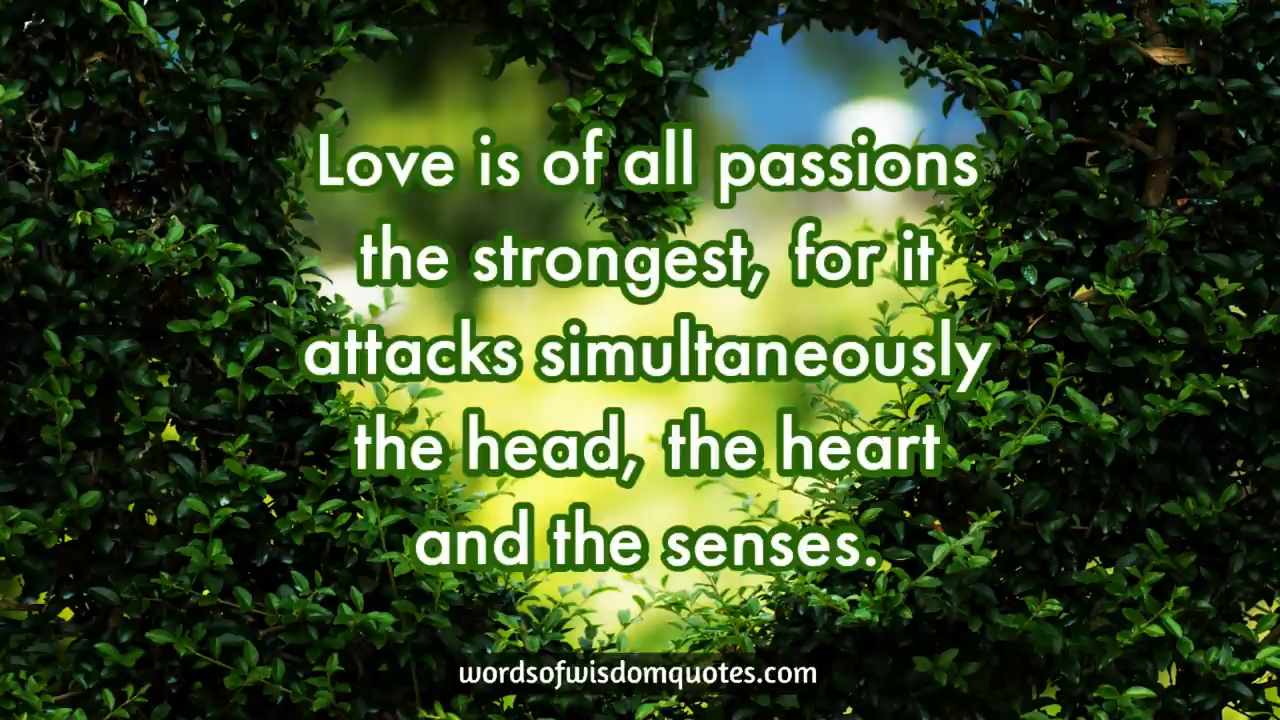 Love is of all passions
the strongest, for it
attacks simultaneously
the head, the heart
and the senses.
wordsofwisdomquotes.com